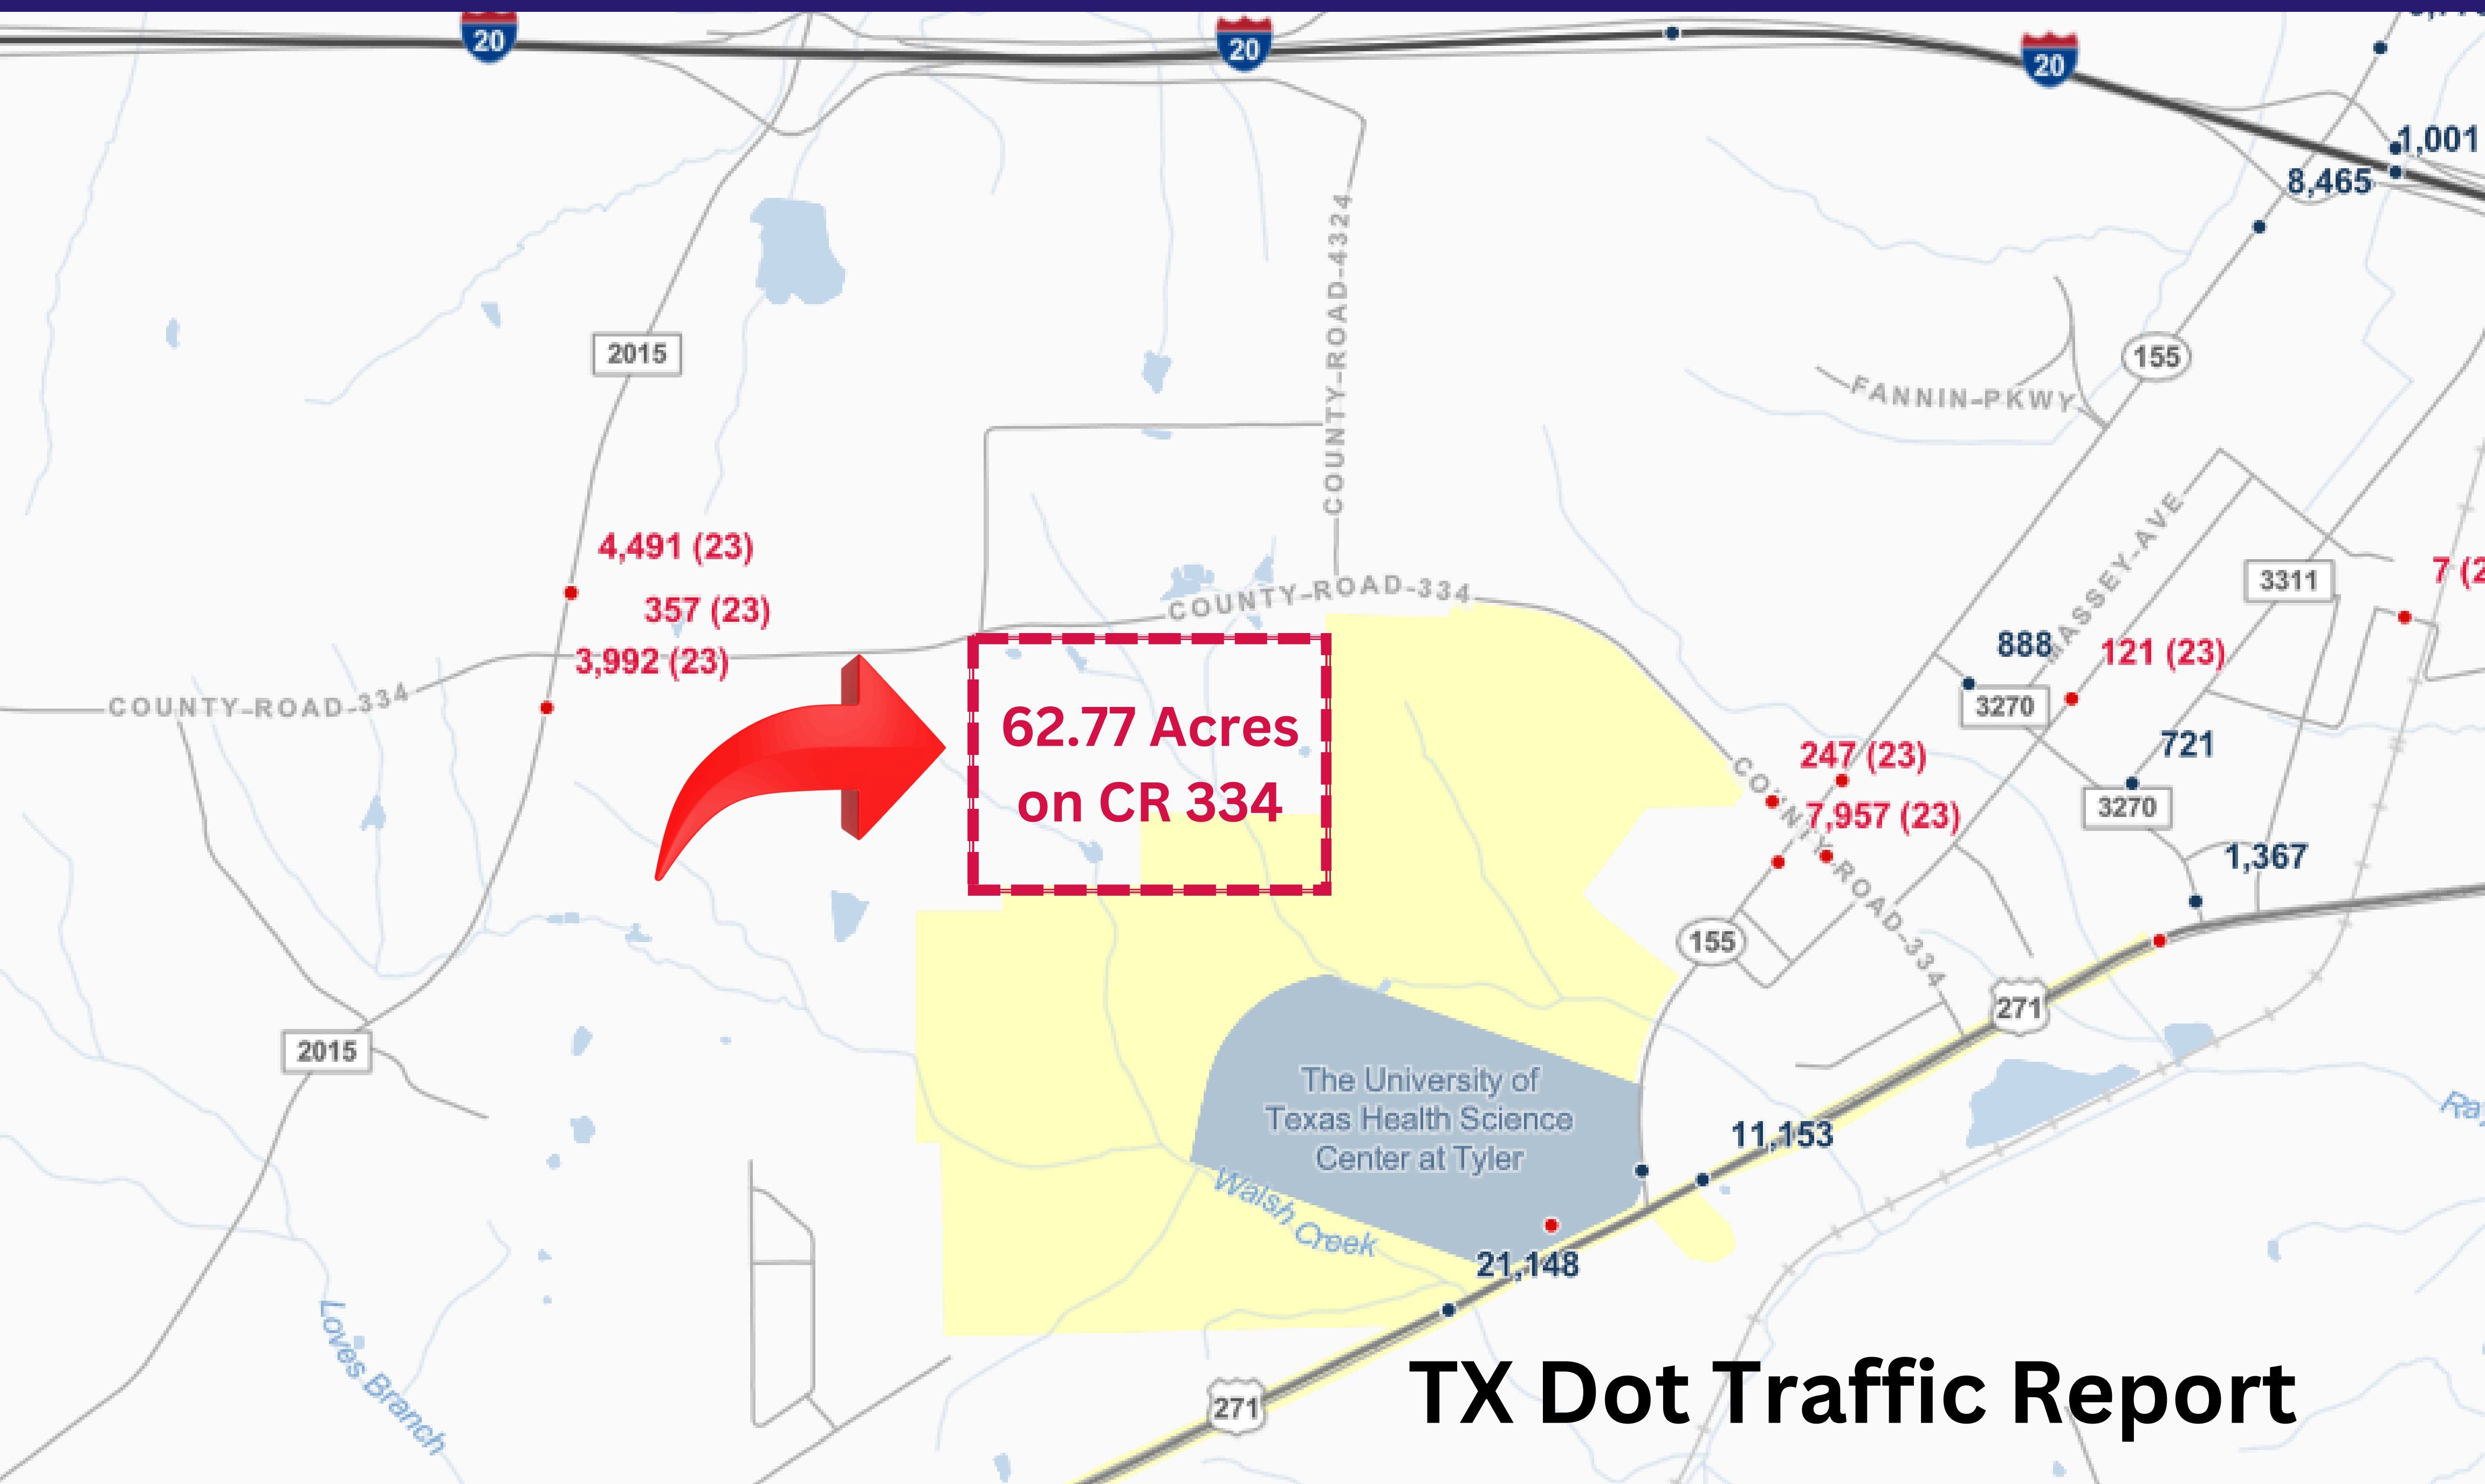 20
20
20
1,001
8,465
COUNTY-ROAD-4324
2015
155
FANNIN-PKWY
MASSEY-AVE
4,491 (23)
357 (23)
3,992 (23)
COUNTY-ROAD-334
COUNTY-ROAD-334
3311
7 (2
888
121 (23)
3270
62.77 Acres
on CR 334
721
247 (23)
3270
7,957 (23)
COUNTY-ROAD-334
1,367
155
271
2015
The University of
Texas Health Science
Center at Tyler
11,153
Walsh Creek
21,148
Loves Branch
271
TX Dot Traffic Report